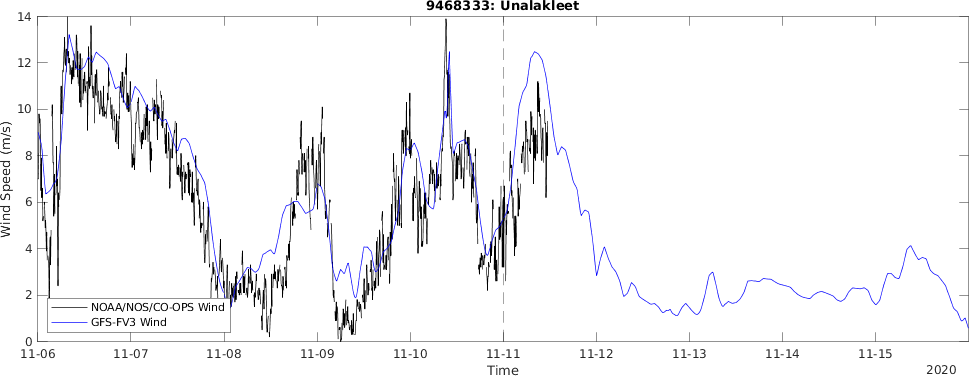 9468333: Unalakleet
Wind Speed (m/s)
14
12
10
8
6
4
2
0
NOAA/NOS/CO-OPS Wind
GFS-FV3 Wind
11-06 11-07 11-08 11-09 11-10 11-11 11-12 11-13 11-14 11-15
Time
2020